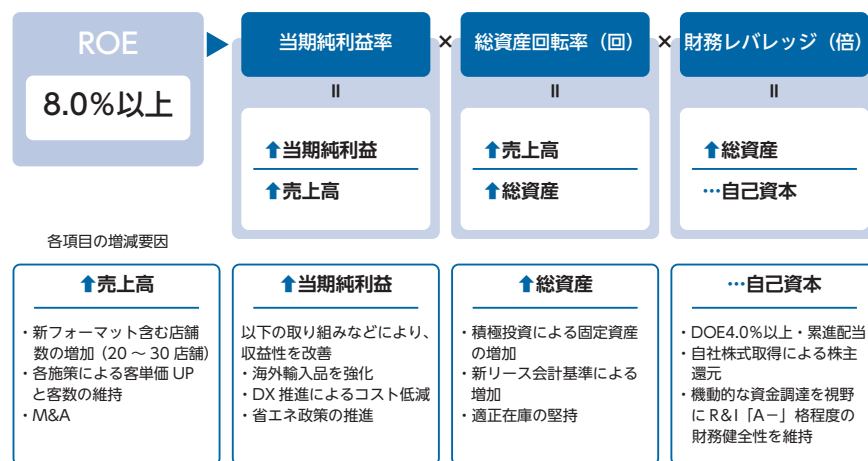 ROE
8.0%以上
当期純利益率
×
総資産回転率（回）
×
財務レバレッジ（倍）
=
=
=
⬆当期純利益
⬆売上高
⬆売上高
⬆総資産
⬆総資産
…自己資本
各項目の増減要因
⬆売上高
・新フォーマット含む店舗
数の増加（20 ～ 30 店舗）
・各施策による客単価 UP
と客数の維持
・M&A
⬆当期純利益
以下の取り組みなどにより、
収益性を改善
・海外輸入品を強化
・DX 推進によるコスト低減
・省エネ政策の推進
⬆総資産
・積極投資による固定資産
の増加
・新リース会計基準による
増加
・適正在庫の堅持
…自己資本
・DOE4.0%以上・累進配当
・自社株式取得による株主
還元
・機動的な資金調達を視野
に R&I「A－」格程度の
財務健全性を維持